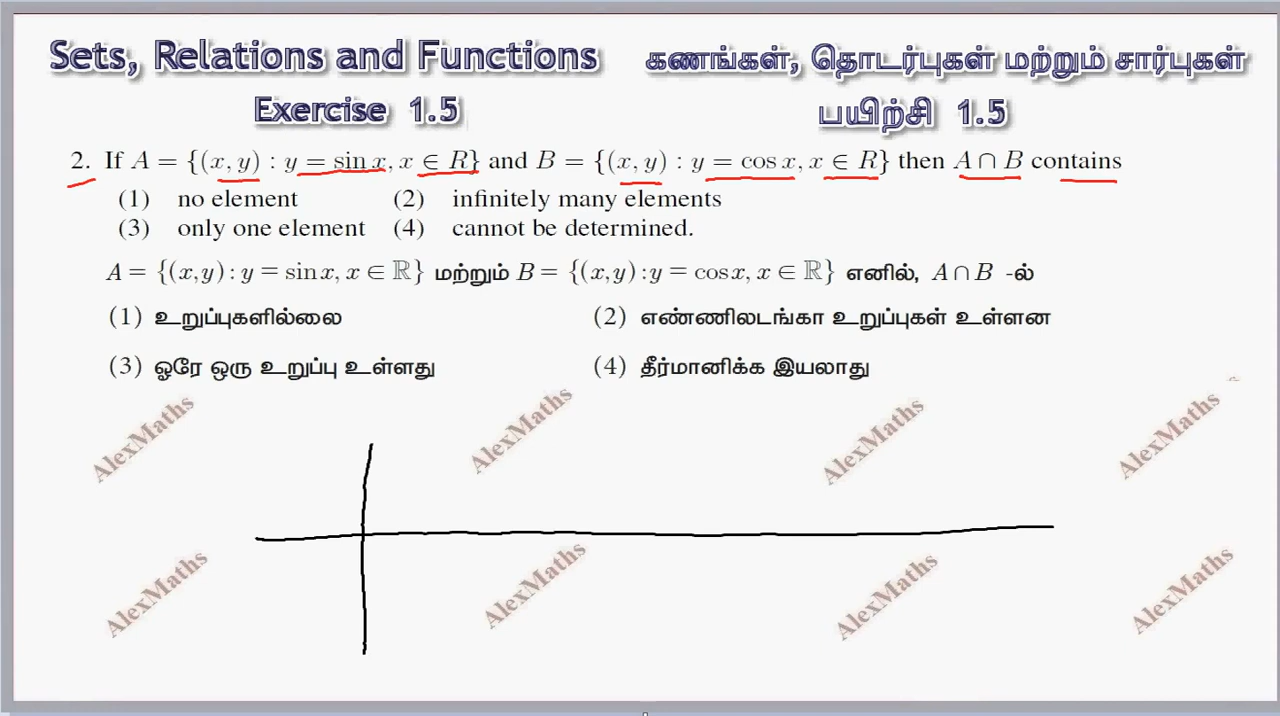 Sets, Relations and Functions
Exercise 1.5
கணங்கள், தொடர்புகள் மற்றும் சார்புகள்
பயிற்சி 1.5
2. If A = {(x, y) : y = sin x, x ∈ R} and B = {(x, y) : y = cos x, x ∈ R} then A ∩ B contains
(1) no element (2) infinitely many elements
(3) only one element (4) cannot be determined.
A = {(x,y) : y = sinx, x ∈ ℝ} மற்றும் B = {(x,y) : y = cosx, x ∈ ℝ} எனில், A ∩ B -ல்
(1) உறுப்புகளில்லை (2) எண்ணிலடங்கா உறுப்புகள் உள்ளன
(3) ஓரே ஒரு உறுப்பு உள்ளது (4) தீர்மானிக்க இயலாது
AlexMaths AlexMaths AlexMaths AlexMaths
AlexMaths AlexMaths AlexMaths AlexMaths